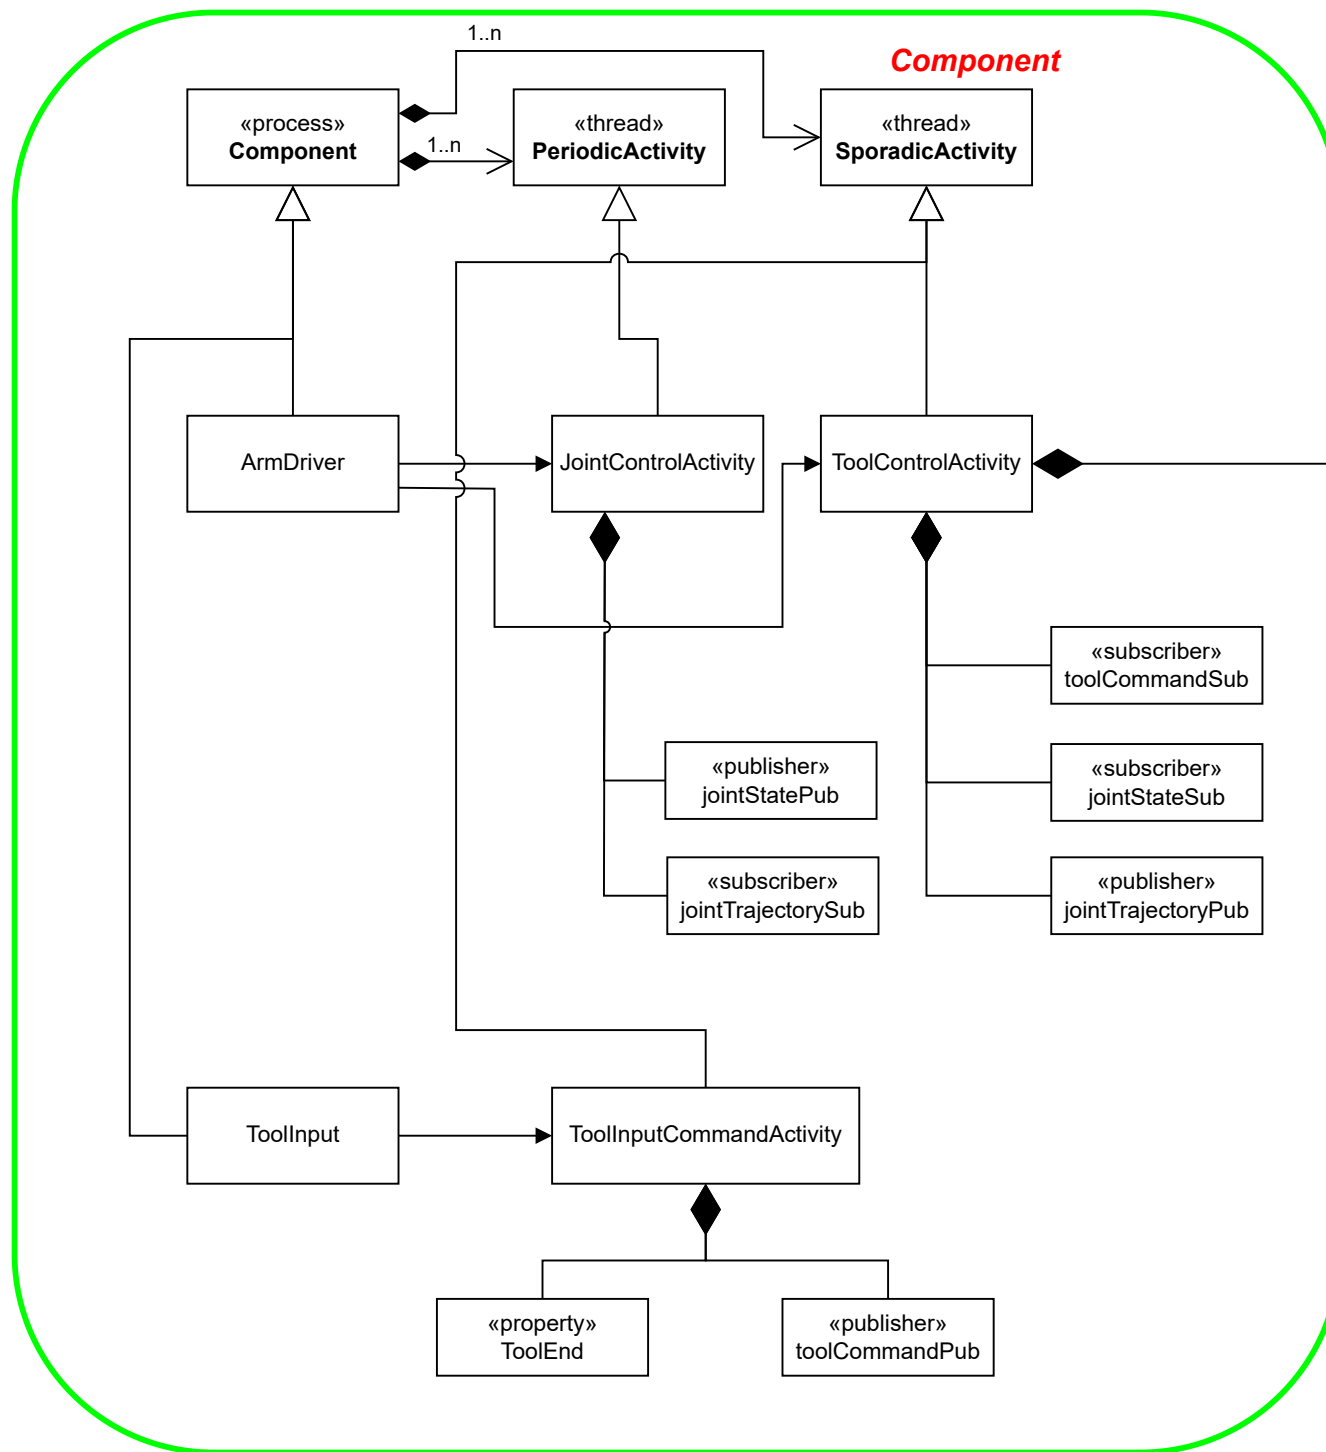 1..n
Component
«process»
Component
1..n
«thread»
PeriodicActivity
«thread»
SporadicActivity
ArmDriver
JointControlActivity
ToolControlActivity
«subscriber»
toolCommandSub
«publisher»
jointStatePub
«subscriber»
jointStateSub
«subscriber»
jointTrajectorySub
«publisher»
jointTrajectoryPub
ToolInput
ToolInputCommandActivity
«property»
ToolEnd
«publisher»
toolCommandPub